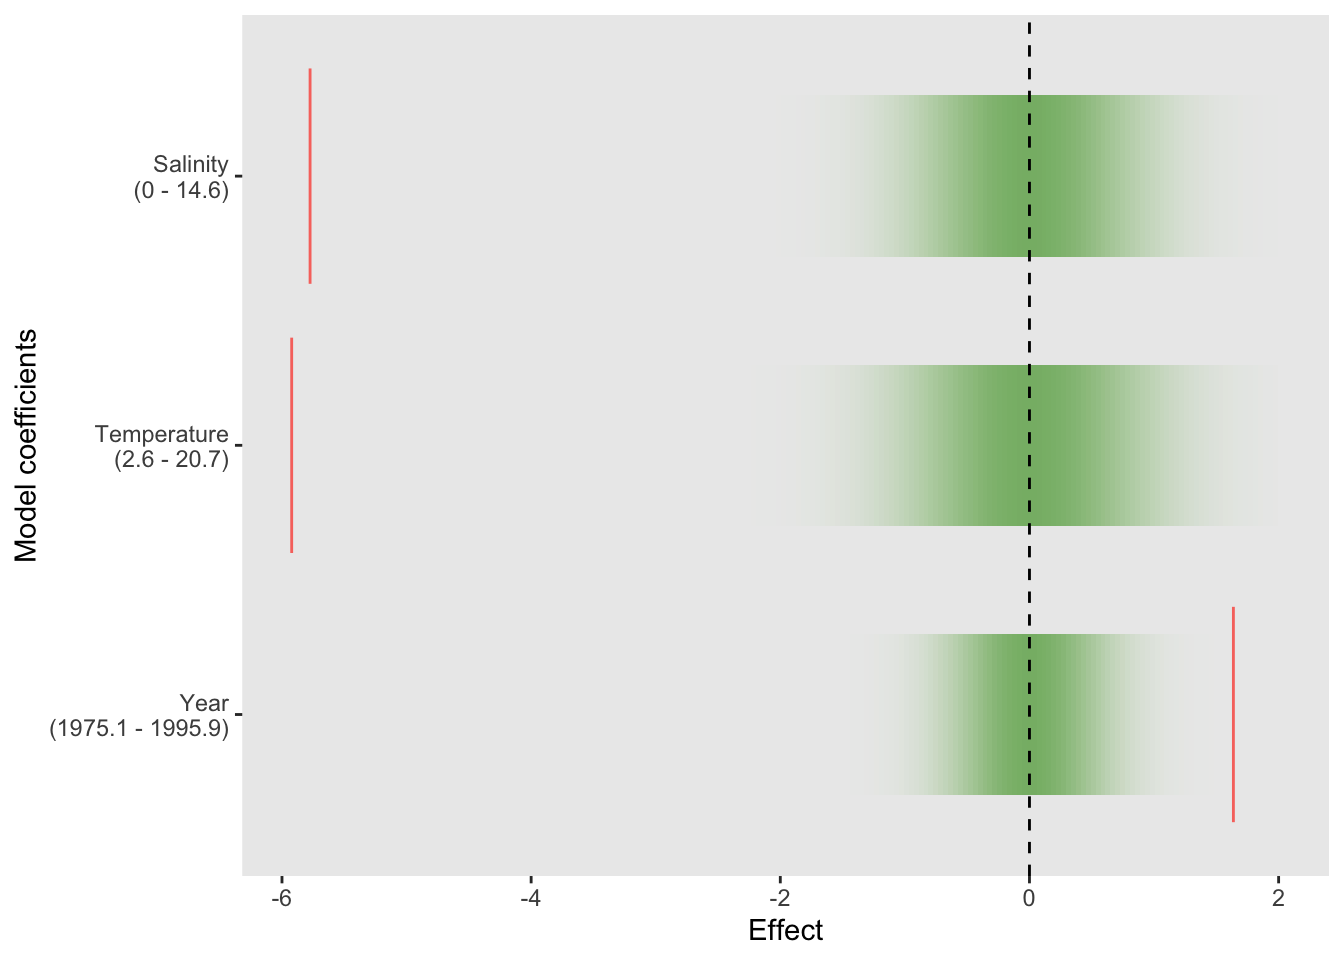 Model coefficients
Salinity
(0 - 14.6)
Temperature
(2.6 - 20.7)
Year
(1975.1 - 1995.9)
-6
-4
-2
0
2
Effect